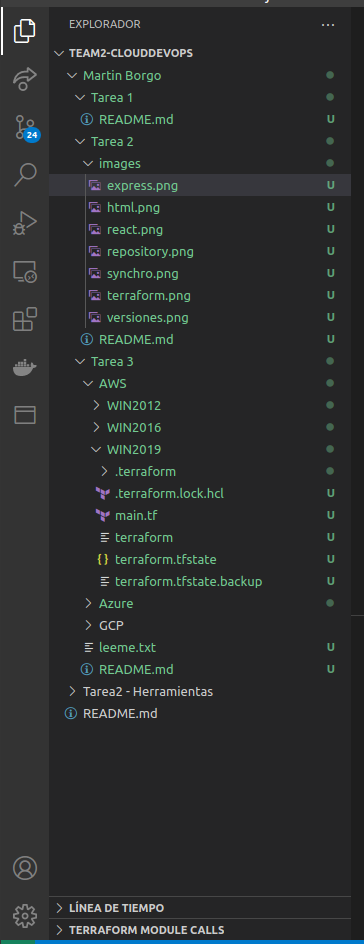 EXPLORADOR
TEAM2-CLOUDDEVOPS
Martin Borgo
Tarea 1
README.md U
Tarea 2
24
images
express.png U
html.png U
react.png U
repository.png U
synchro.png U
terraform.png U
versiones.png U
README.md U
Tarea 3
AWS
WIN2012
WIN2016
WIN2019
.terraform
.terraform.lock.hcl U
main.tf U
terraform U
terraform.tfstate U
terraform.tfstate.backup U
Azure
GCP
leeme.txt U
README.md U
Tarea2 - Herramientas
README.md
LÍNEA DE TIEMPO
TERRAFORM MODULE CALLS